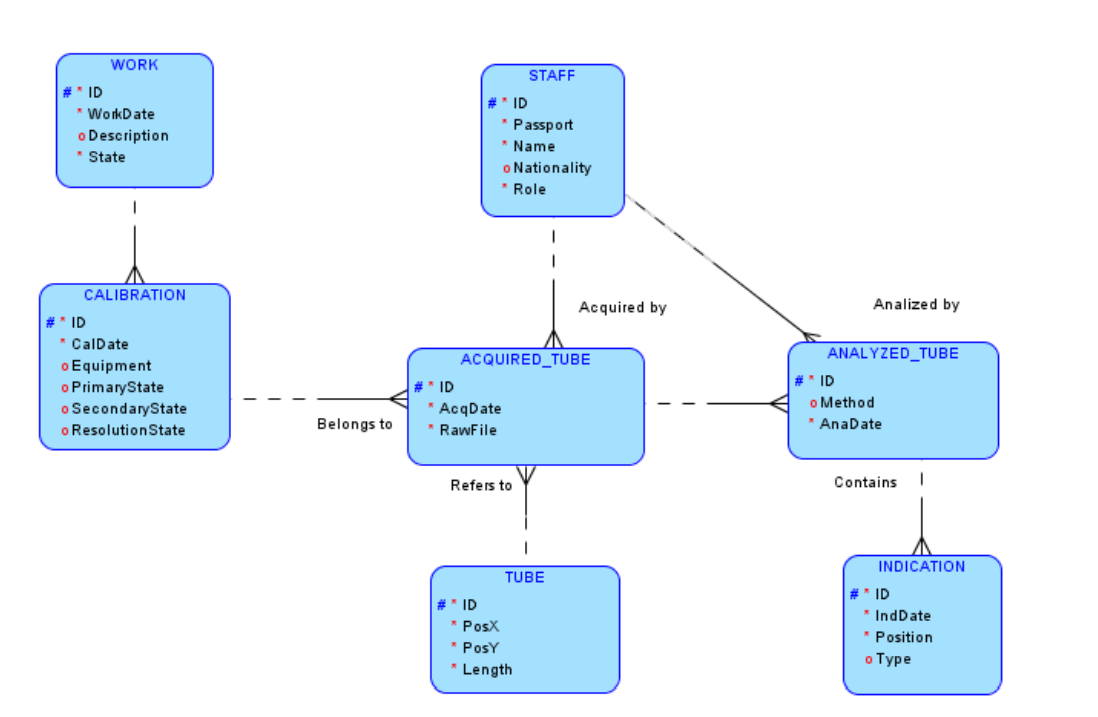 WORK
# * ID
* WorkDate
o Description
* State
STAFF
# * ID
* Passport
* Name
o Nationality
* Role
CALIBRATION
# * ID
* CalDate
o Equipment
o PrimaryState
o SecondaryState
o ResolutionState
Acquired by
Analized by
ACQUIRED_TUBE
# * ID
* AcqDate
* RawFile
ANALYZED_TUBE
# * ID
o Method
* AnaDate
Belongs to
Refers to
Contains
TUBE
# * ID
* PosX
* PosY
* Length
INDICATION
# * ID
* IndDate
* Position
o Type